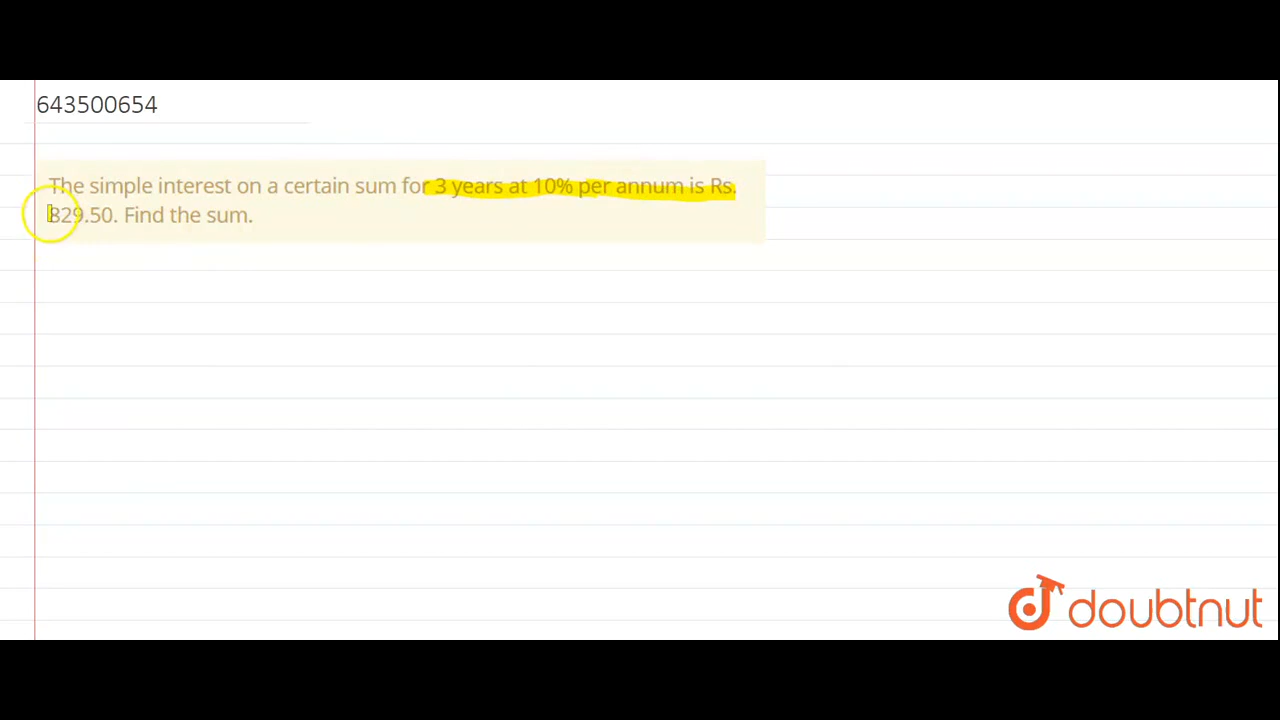 643500654
The simple interest on a certain sum for 3 years at 10% per annum is Rs.
829.50. Find the sum.
doubtnut